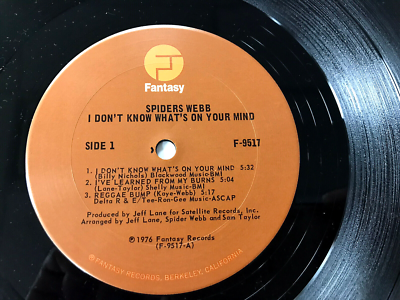 Fantasy
SPIDERS WEBB
I DON'T KNOW WHAT'S ON YOUR MIND
SIDE 1
F-9517
1. I DON'T KNOW WHAT'S ON YOUR MIND 5:32
(Billy Nichols) Blackwood Music-BMI
2. I'VE LEARNED FROM MY BURNS 5:04
(Lane-Taylor) Shelly Music-BMI
3. REGGAE BUMP (Kaye-Webb) 5:17
Delta R & E/Tee-Ron-Gee Music-ASCAP
Produced by Jeff Lane for Satellite Records, Inc.
Arranged by Jeff Lane, Spider Webb and Sam Taylor
℗1976 Fantasy Records
(F-9517-A)
®FANTASY RECORDS, BERKELEY, CALIFORNIA